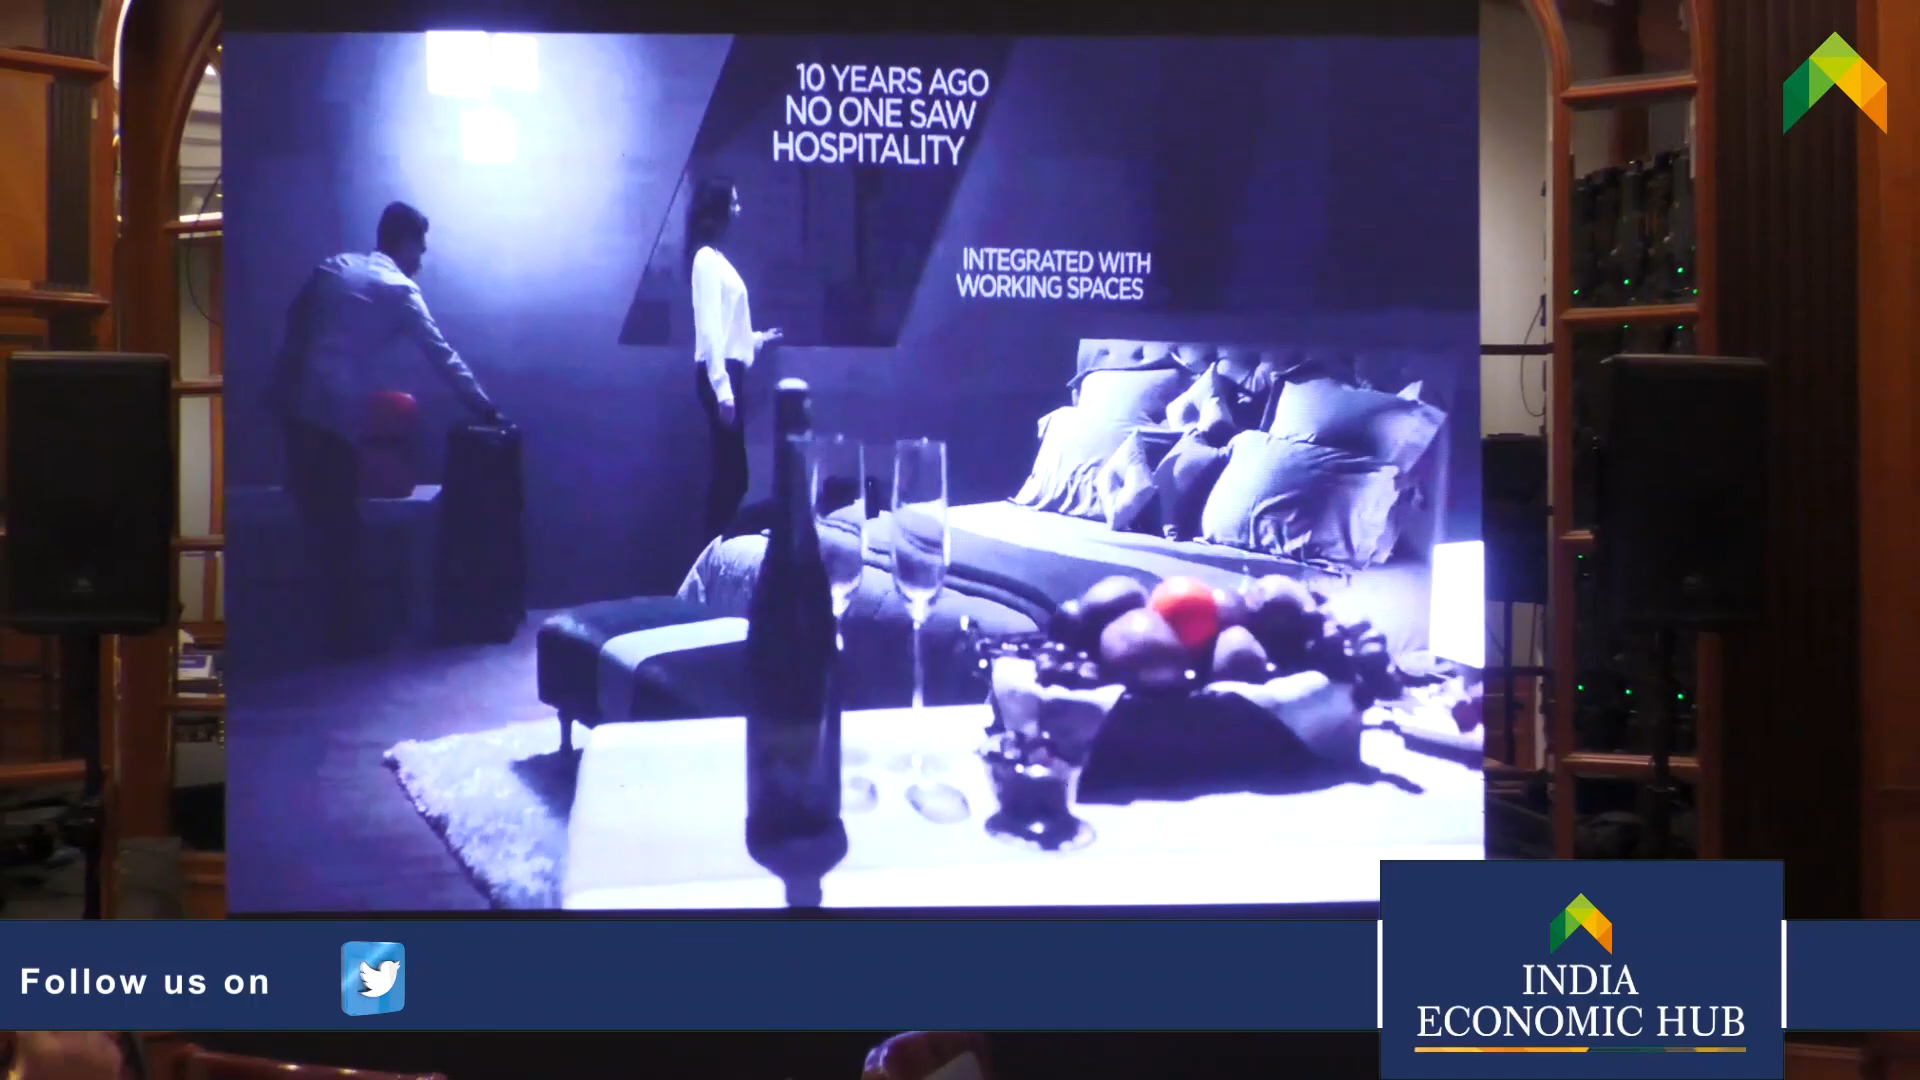 10 YEARS AGO
NO ONE SAW
HOSPITALITY
INTEGRATED WITH
WORKING SPACES
Follow us on
INDIA
ECONOMIC HUB